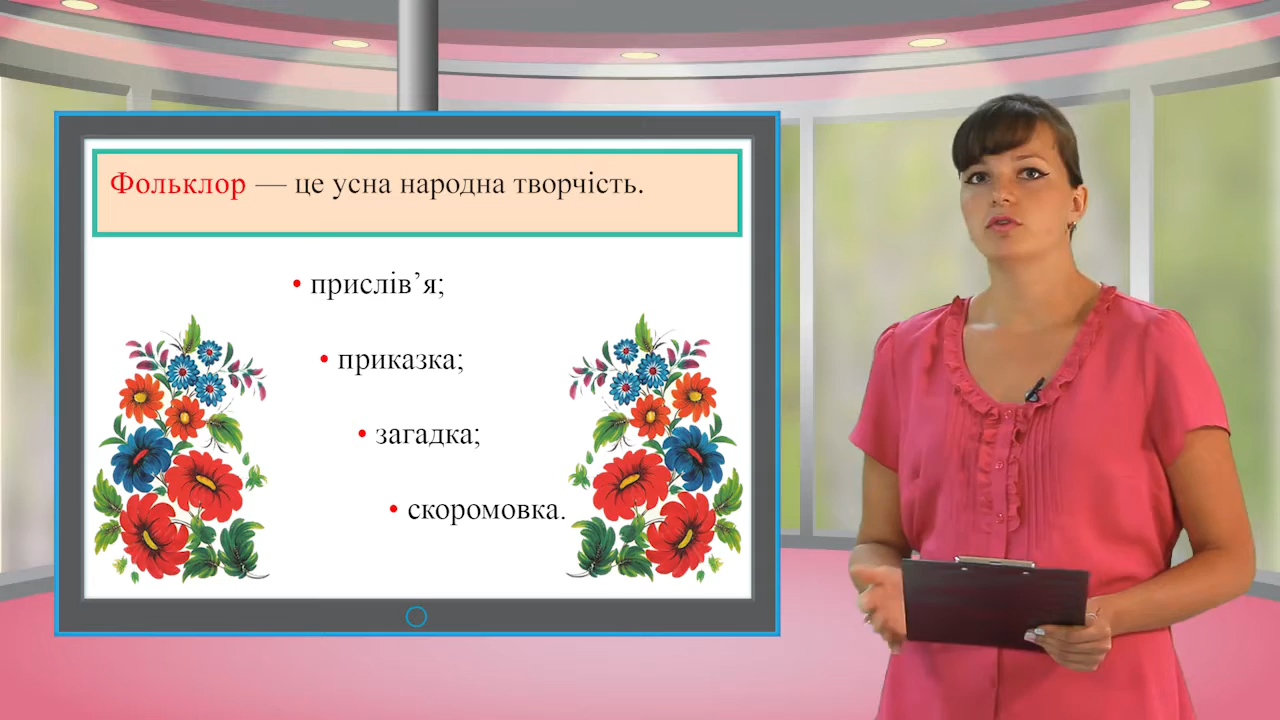 Фольклор — це усна народна творчість.
• прислів’я;
• приказка;
• загадка;
• скоромовка.